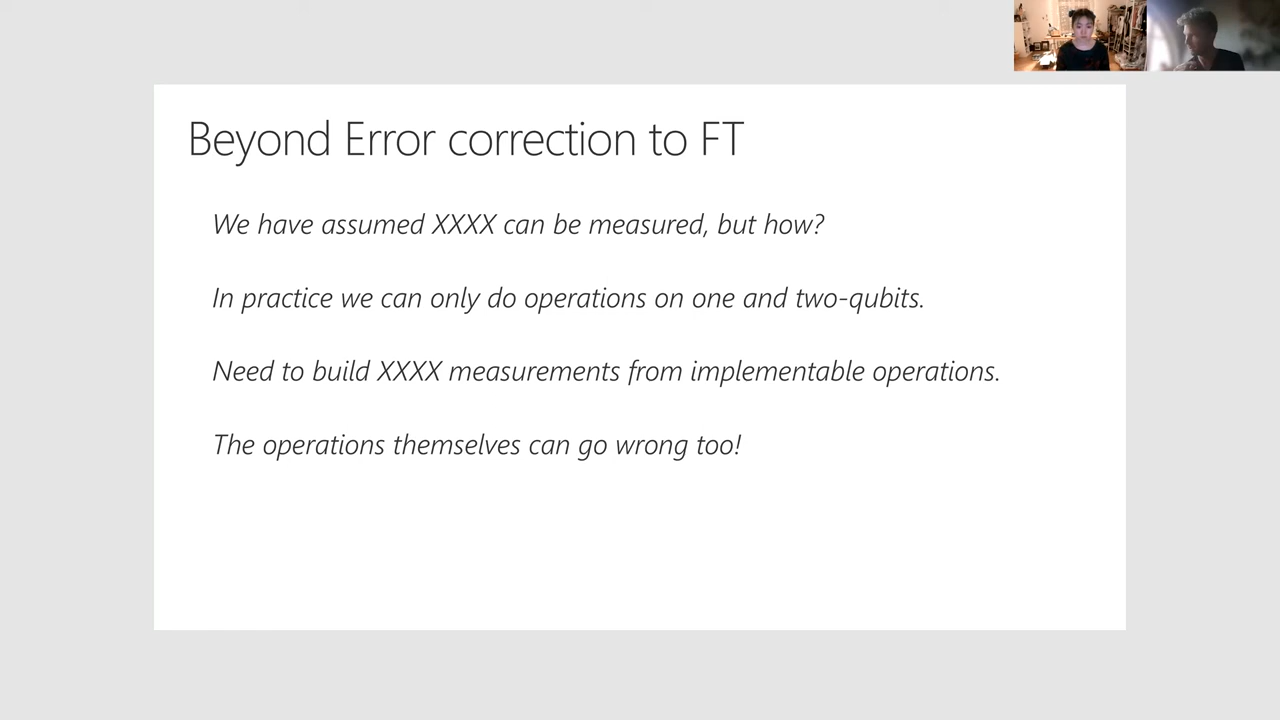 Beyond Error correction to FT
We have assumed XXXX can be measured, but how?
In practice we can only do operations on one and two-qubits.
Need to build XXXX measurements from implementable operations.
The operations themselves can go wrong too!